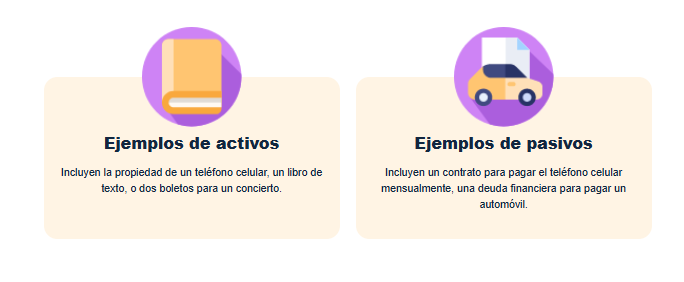 Ejemplos de activos
Incluyen la propiedad de un teléfono celular, un libro de
texto, o dos boletos para un concierto.
Ejemplos de pasivos
Incluyen un contrato para pagar el teléfono celular
mensualmente, una deuda financiera para pagar un
automóvil.